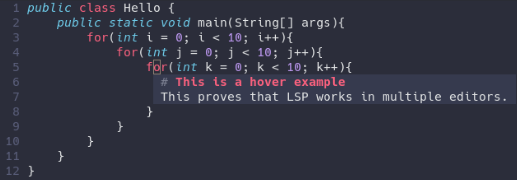 1 public class Hello {
2 public static void main(String[] args){
3 for(int i = 0; i < 10; i++){
4 for(int j = 0; j < 10; j++){
5 for(int k = 0; k < 10; k++){
6 # This is a hover example
7 This proves that LSP works in multiple editors.
8 }
9 }
10 }
11 }
12 }